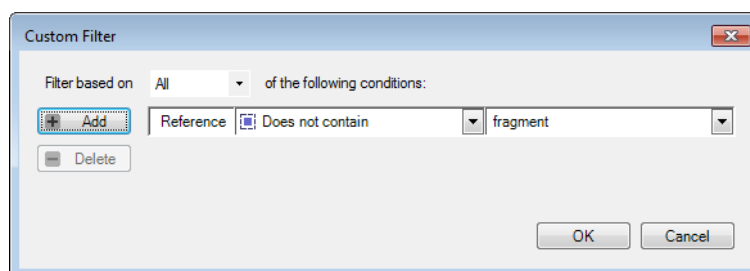 Custom Filter
Filter based on All of the following conditions:
Add Reference Does not contain fragment
Delete
OK Cancel